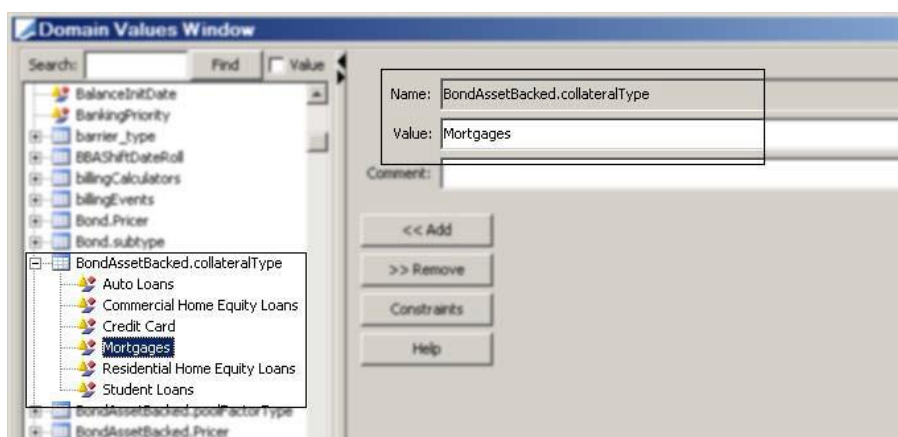 Domain Values Window
Search: Find Value
BalanceInitDate
BankingPriority
barrier_type
BBAShiftDateRoll
billingCalculators
billingEvents
Bond.Pricer
Bond.subtype
BondAssetBacked.collateralType
Auto Loans
Commercial Home Equity Loans
Credit Card
Mortgages
Residential Home Equity Loans
Student Loans
BondAssetBacked.poolFactorType
BondAssetBacked.Pricer
Name: BondAssetBacked.collateralType
Value: Mortgages
Comment:
<< Add
>> Remove
Constraints
Help